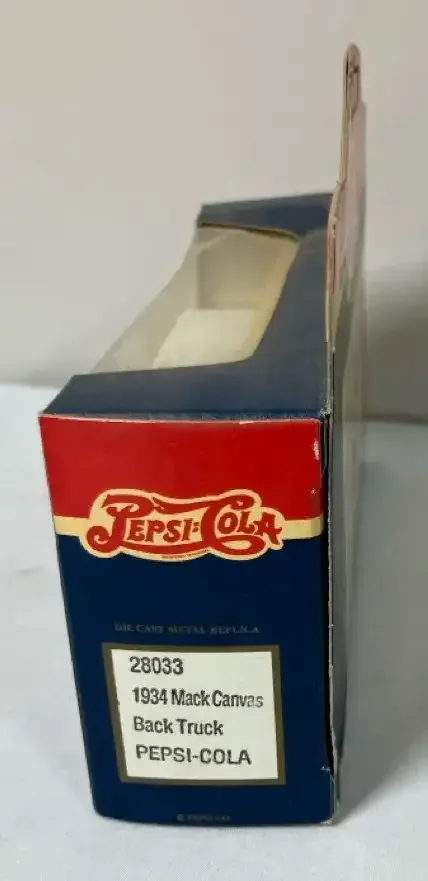 PEPSI:COLA
DIE CAST METAL REPLICA
28033
1934 Mack Canvas
Back Truck
PEPSI-COLA